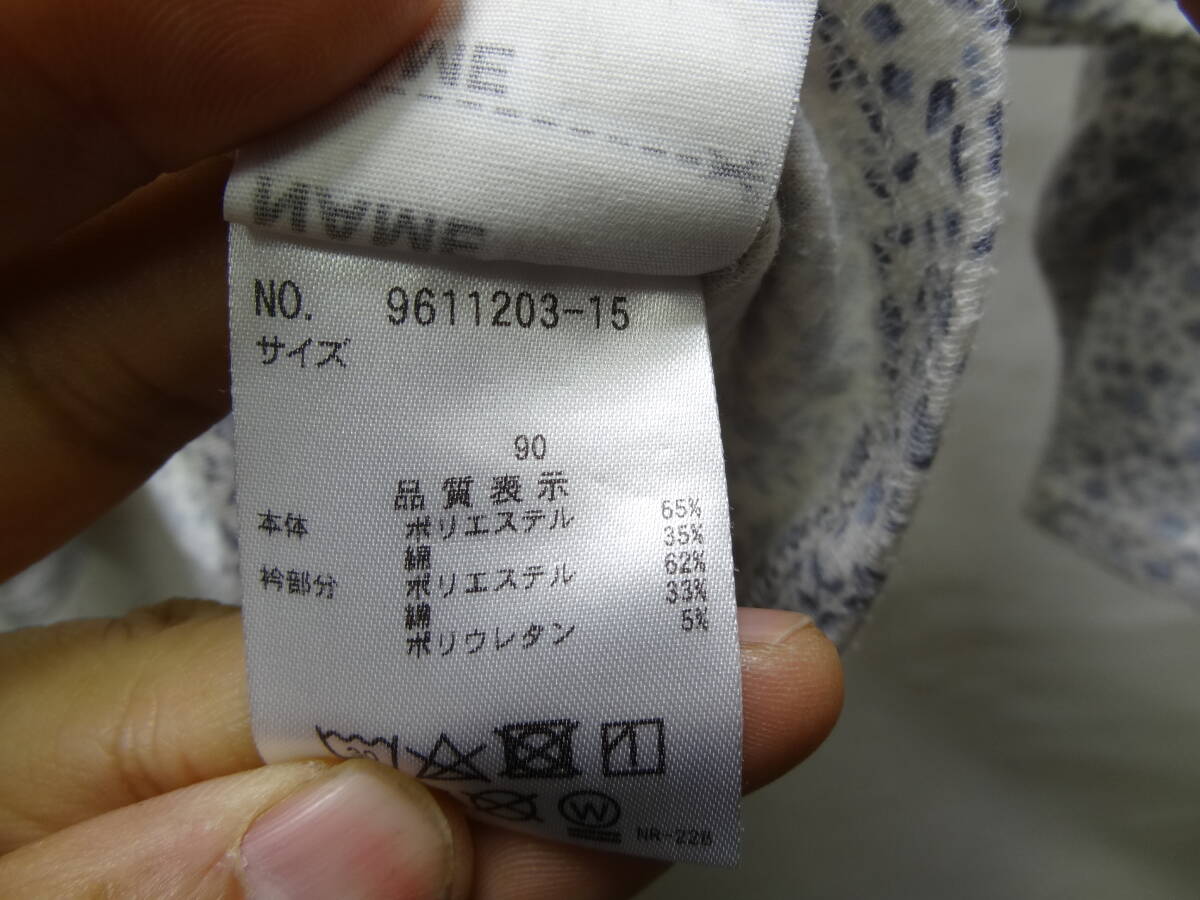 NAME
NO. 9611203-15
サイズ
90
品質表示
本体 ポリエステル 65%
綿 35%
衿部分 ポリエステル 62%
綿 33%
ポリウレタン 5%
W
NR-22B